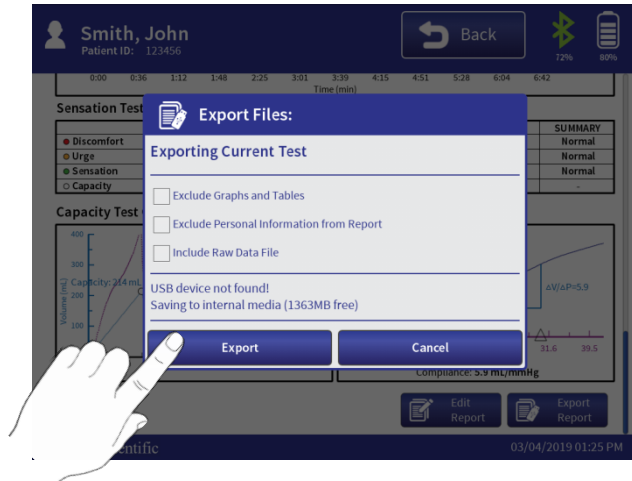 Smith, John
Patient ID: 123456
Back
72%
80%
0:00 0:36 1:12 1:48 2:25 3:01 3:39 4:15 4:51 5:28 6:04 6:42
Time (min)
Sensation Test
SUMMARY
Discomfort Normal
Urge Normal
Sensation Normal
Capacity -
Export Files:
Exporting Current Test
Exclude Graphs and Tables
Exclude Personal Information from Report
Include Raw Data File
USB device not found!
Saving to internal media (1363MB free)
Export Cancel
Capacity Test
400
300
200
100
Volume (mL)
Capacity: 214 mL
ΔV/ΔP=5.9
31.6 39.5
Compliance: 5.9 mL/mmHg
Edit Report
Export Report
03/04/2019 01:25 PM